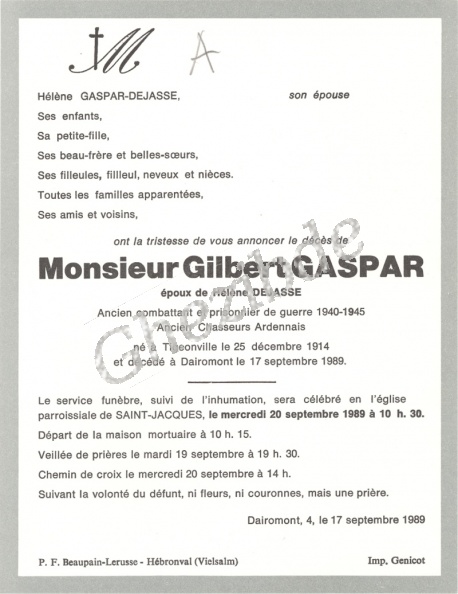 M A
Hélène GASPAR-DEJASSE, son épouse
Ses enfants,
Sa petite-fille,
Ses beau-frère et belles-sœurs,
Ses filleules, fillleul, neveux et nièces.
Toutes les familles apparentées,
Ses amis et voisins,
ont la tristesse de vous annoncer le décès de
Monsieur Gilbert GASPAR
époux de Hélène DEJASSE
Ancien combattant et prisonnier de guerre 1940-1945
Ancien Chasseurs Ardennais
né à Tigeonville le 25 décembre 1914
et décédé à Dairomont le 17 septembre 1989.
Ghezibde
Le service funèbre, suivi de l'inhumation, sera célébré en l'église
parroissiale de SAINT-JACQUES, le mercredi 20 septembre 1989 à 10 h. 30.
Départ de la maison mortuaire à 10 h. 15.
Veillée de prières le mardi 19 septembre à 19 h. 30.
Chemin de croix le mercredi 20 septembre à 14 h.
Suivant la volonté du défunt, ni fleurs, ni couronnes, mais une prière.
Dairomont, 4, le 17 septembre 1989
P. F. Beaupain-Lerusse - Hébronval (Vielsalm) Imp. Genicot